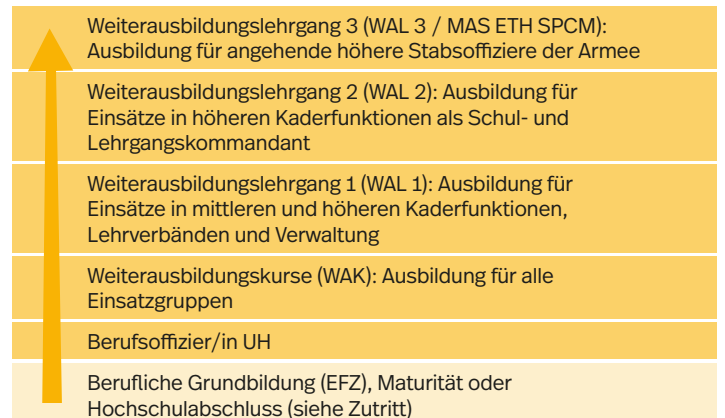 Weiterausbildungslehrgang 3 (WAL 3 / MAS ETH SPCM):
Ausbildung für angehende höhere Stabsoffiziere der Armee
Weiterausbildungslehrgang 2 (WAL 2): Ausbildung für
Einsätze in höheren Kaderfunktionen als Schul- und
Lehrgangskommandant
Weiterausbildungslehrgang 1 (WAL 1): Ausbildung für
Einsätze in mittleren und höheren Kaderfunktionen,
Lehrverbänden und Verwaltung
Weiterausbildungskurse (WAK): Ausbildung für alle
Einsatzgruppen
Berufsoffizier/in UH
Berufliche Grundbildung (EFZ), Maturität oder
Hochschulabschluss (siehe Zutritt)